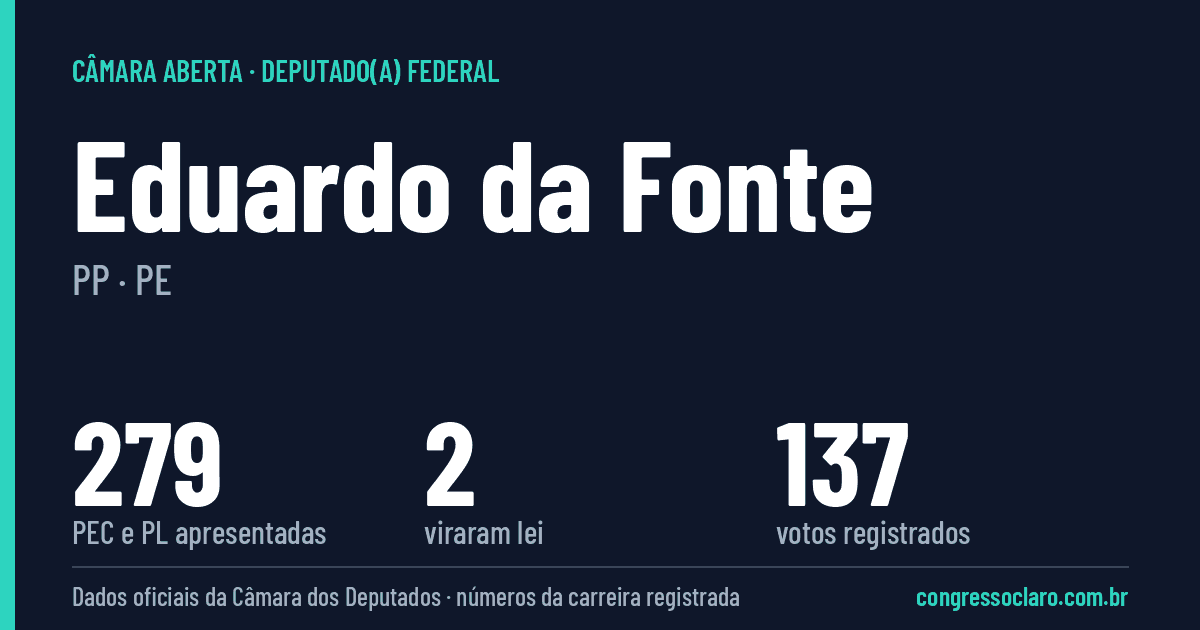 CÂMARA ABERTA · DEPUTADO(A) FEDERAL
Eduardo da Fonte
PP · PE
279 2 137
PEC e PL apresentadas viraram lei votos registrados
Dados oficiais da Câmara dos Deputados · números da carreira registrada congressoclaro.com.br